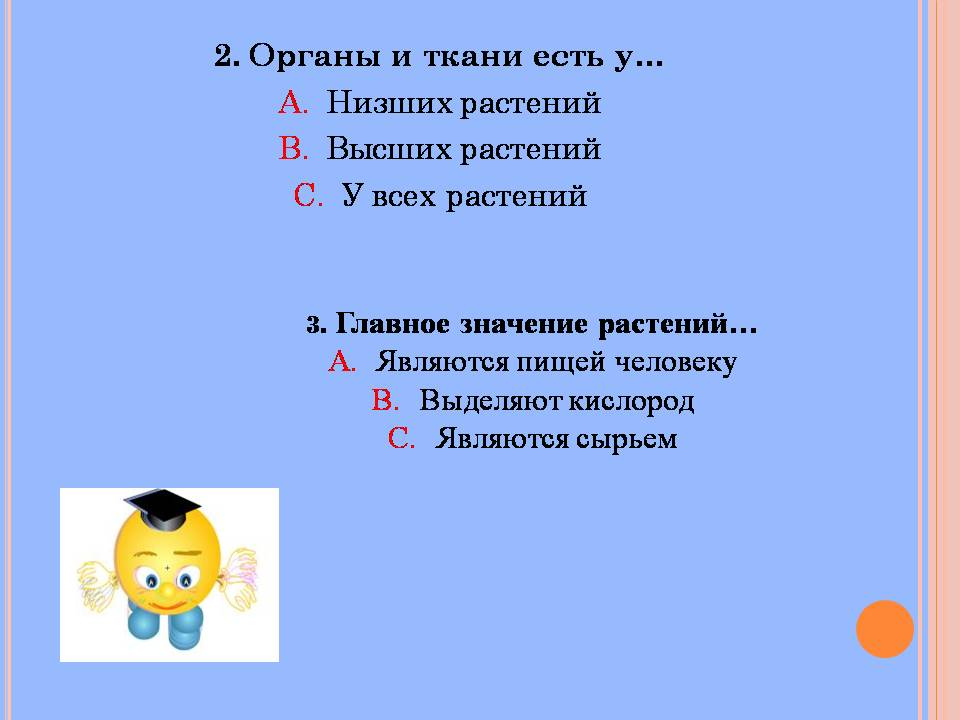 2. Органы и ткани есть у...
A. Низших растений
B. Высших растений
C. У всех растений
3. Главное значение растений...
A. Являются пищей человеку
B. Выделяют кислород
C. Являются сырьем